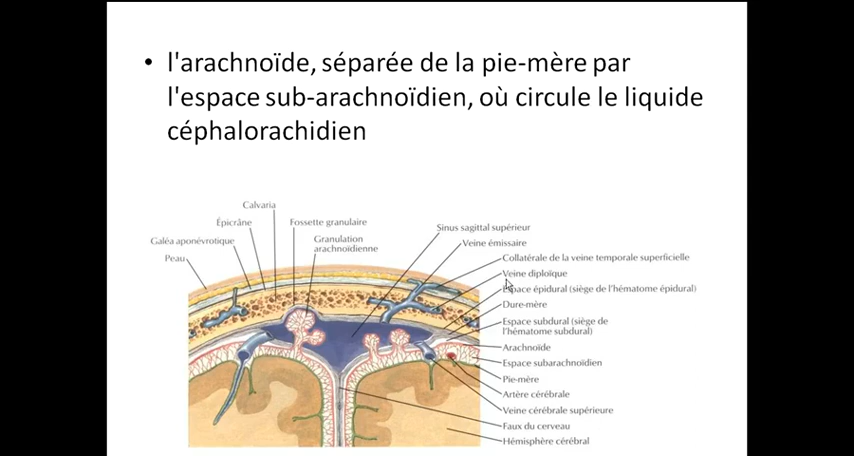 • l'arachnoïde, séparée de la pie-mère par
l'espace sub-arachnoïdien, où circule le liquide
céphalorachidien
Calvaria
Épicrâne
Fossette granulaire
Galéa aponévrotique
Granulation
arachnoïdienne
Peau
Sinus sagittal supérieur
Veine émissaire
Collatérale de la veine temporale superficielle
Veine diploïque
Espace épidural (siège de l'hématome épidural)
Dure-mère
Espace subdural (siège de
l'hématome subdural)
Arachnoïde
Espace subarachnoïdien
Pie-mère
Artère cérébrale
Veine cérébrale supérieure
Faux du cerveau
Hémisphère cérébral